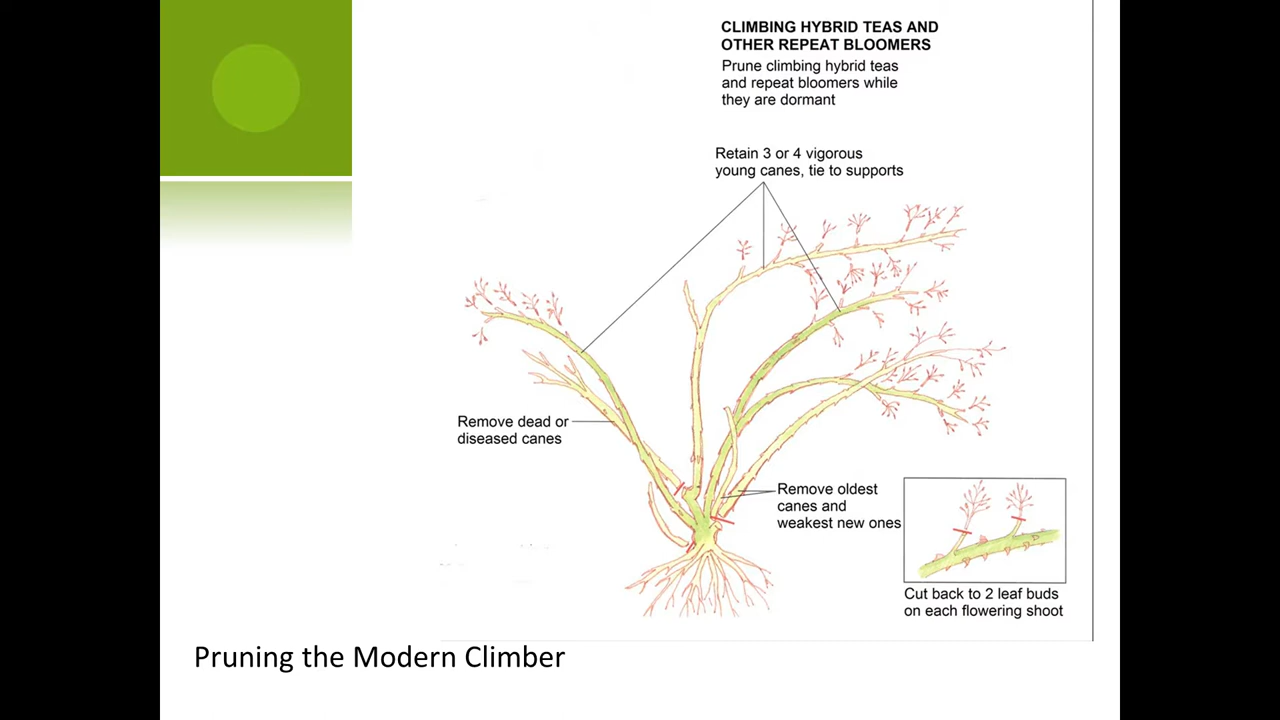 CLIMBING HYBRID TEAS AND
OTHER REPEAT BLOOMERS
Prune climbing hybrid teas
and repeat bloomers while
they are dormant
Retain 3 or 4 vigorous
young canes, tie to supports
Remove dead or
diseased canes
Remove oldest
canes and
weakest new ones
Cut back to 2 leaf buds
on each flowering shoot
Pruning the Modern Climber